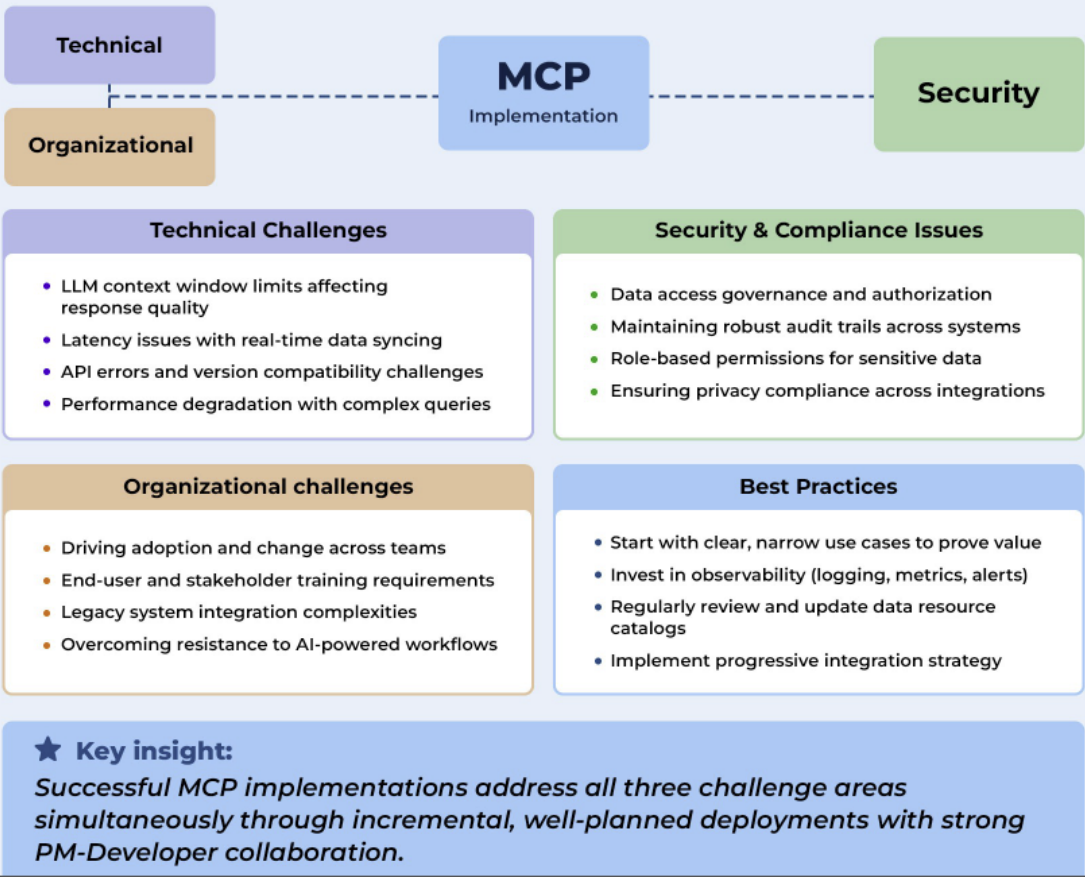 Technical
Organizational
MCP
Implementation
Security
Technical Challenges
LLM context window limits affecting
response quality
Latency issues with real-time data syncing
API errors and version compatibility challenges
Performance degradation with complex queries
Security & Compliance Issues
Data access governance and authorization
Maintaining robust audit trails across systems
Role-based permissions for sensitive data
Ensuring privacy compliance across integrations
Organizational challenges
Driving adoption and change across teams
End-user and stakeholder training requirements
Legacy system integration complexities
Overcoming resistance to AI-powered workflows
Best Practices
Start with clear, narrow use cases to prove value
Invest in observability (logging, metrics, alerts)
Regularly review and update data resource
catalogs
Implement progressive integration strategy
Key insight:
Successful MCP implementations address all three challenge areas
simultaneously through incremental, well-planned deployments with strong
PM-Developer collaboration.